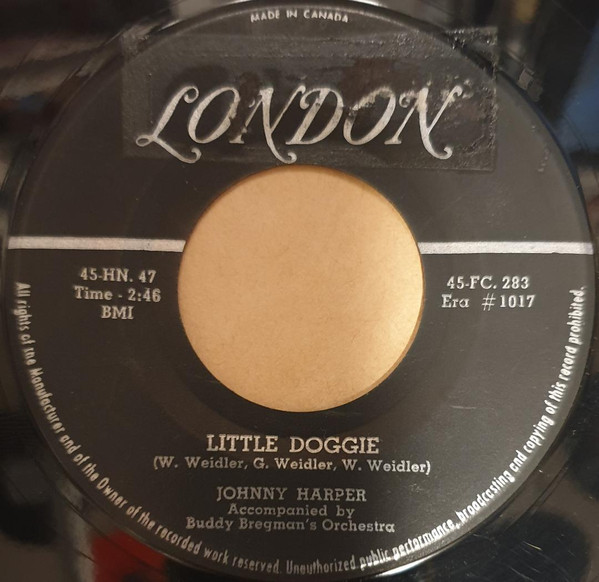 MADE IN CANADA
LONDON
45-HN. 47
Time - 2:46
BMI
45-FC. 283
Era #1017
LITTLE DOGGIE
(W. Weidler, G. Weidler, W. Weidler)
JOHNNY HARPER
Accompanied by
Buddy Bregman's Orchestra
All rights of the Manufacturer and of the Owner of the recorded work reserved. Unauthorized public performance, broadcasting and copying of this record prohibited.